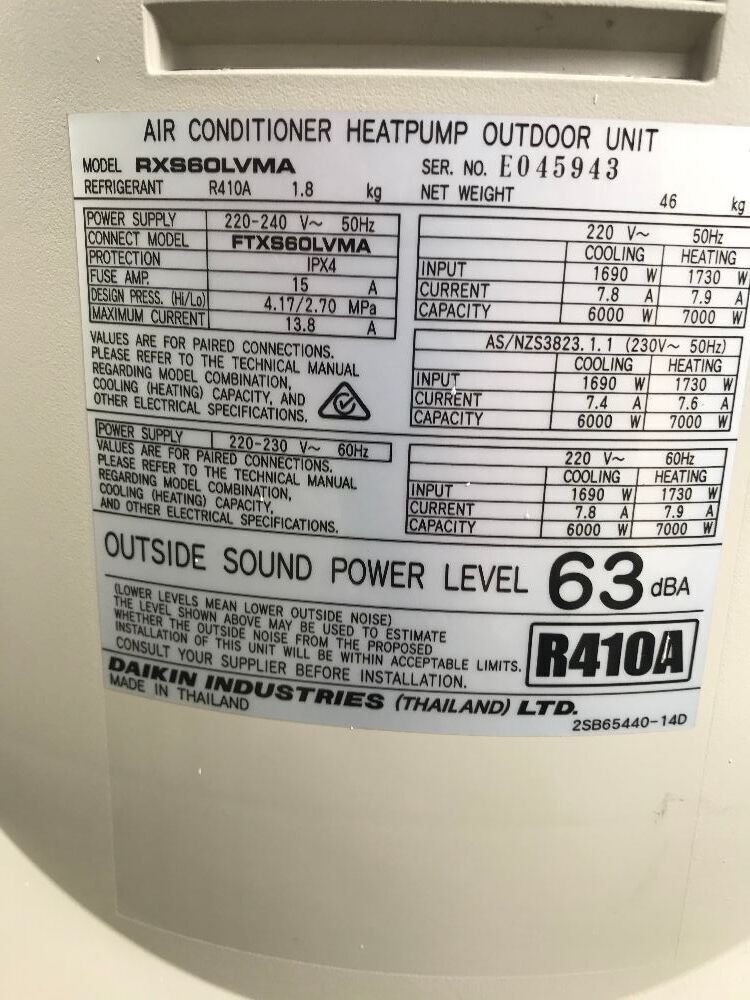 AIR CONDITIONER HEATPUMP OUTDOOR UNIT
MODEL RXS60LVMA SER. NO. E045943
REFRIGERANT R410A 1.8 kg NET WEIGHT 46 kg
POWER SUPPLY 220-240 V~ 50Hz
CONNECT MODEL FTXS60LVMA
PROTECTION IPX4
FUSE AMP. 15 A
DESIGN PRESS. (Hi/Lo) 4.17/2.70 MPa
MAXIMUM CURRENT 13.8 A
VALUES ARE FOR PAIRED CONNECTIONS.
PLEASE REFER TO THE TECHNICAL MANUAL
REGARDING MODEL COMBINATION,
COOLING (HEATING) CAPACITY, AND
OTHER ELECTRICAL SPECIFICATIONS.
220 V~ 50Hz
COOLING HEATING
INPUT 1690 W 1730 W
CURRENT 7.8 A 7.9 A
CAPACITY 6000 W 7000 W
AS/NZS3823.1.1 (230V~ 50Hz)
COOLING HEATING
INPUT 1690 W 1730 W
CURRENT 7.4 A 7.6 A
CAPACITY 6000 W 7000 W
POWER SUPPLY 220-230 V~ 60Hz
VALUES ARE FOR PAIRED CONNECTIONS.
PLEASE REFER TO THE TECHNICAL MANUAL
REGARDING MODEL COMBINATION,
COOLING (HEATING) CAPACITY,
AND OTHER ELECTRICAL SPECIFICATIONS.
220 V~ 60Hz
COOLING HEATING
INPUT 1690 W 1730 W
CURRENT 7.8 A 7.9 A
CAPACITY 6000 W 7000 W
OUTSIDE SOUND POWER LEVEL 63 dBA
(LOWER LEVELS MEAN LOWER OUTSIDE NOISE)
THE LEVEL SHOWN ABOVE MAY BE USED TO ESTIMATE
WHETHER THE OUTSIDE NOISE FROM THE PROPOSED
INSTALLATION OF THIS UNIT WILL BE WITHIN ACCEPTABLE LIMITS.
CONSULT YOUR SUPPLIER BEFORE INSTALLATION.
R410A
DAIKIN INDUSTRIES (THAILAND) LTD.
MADE IN THAILAND
2SB65440-14D